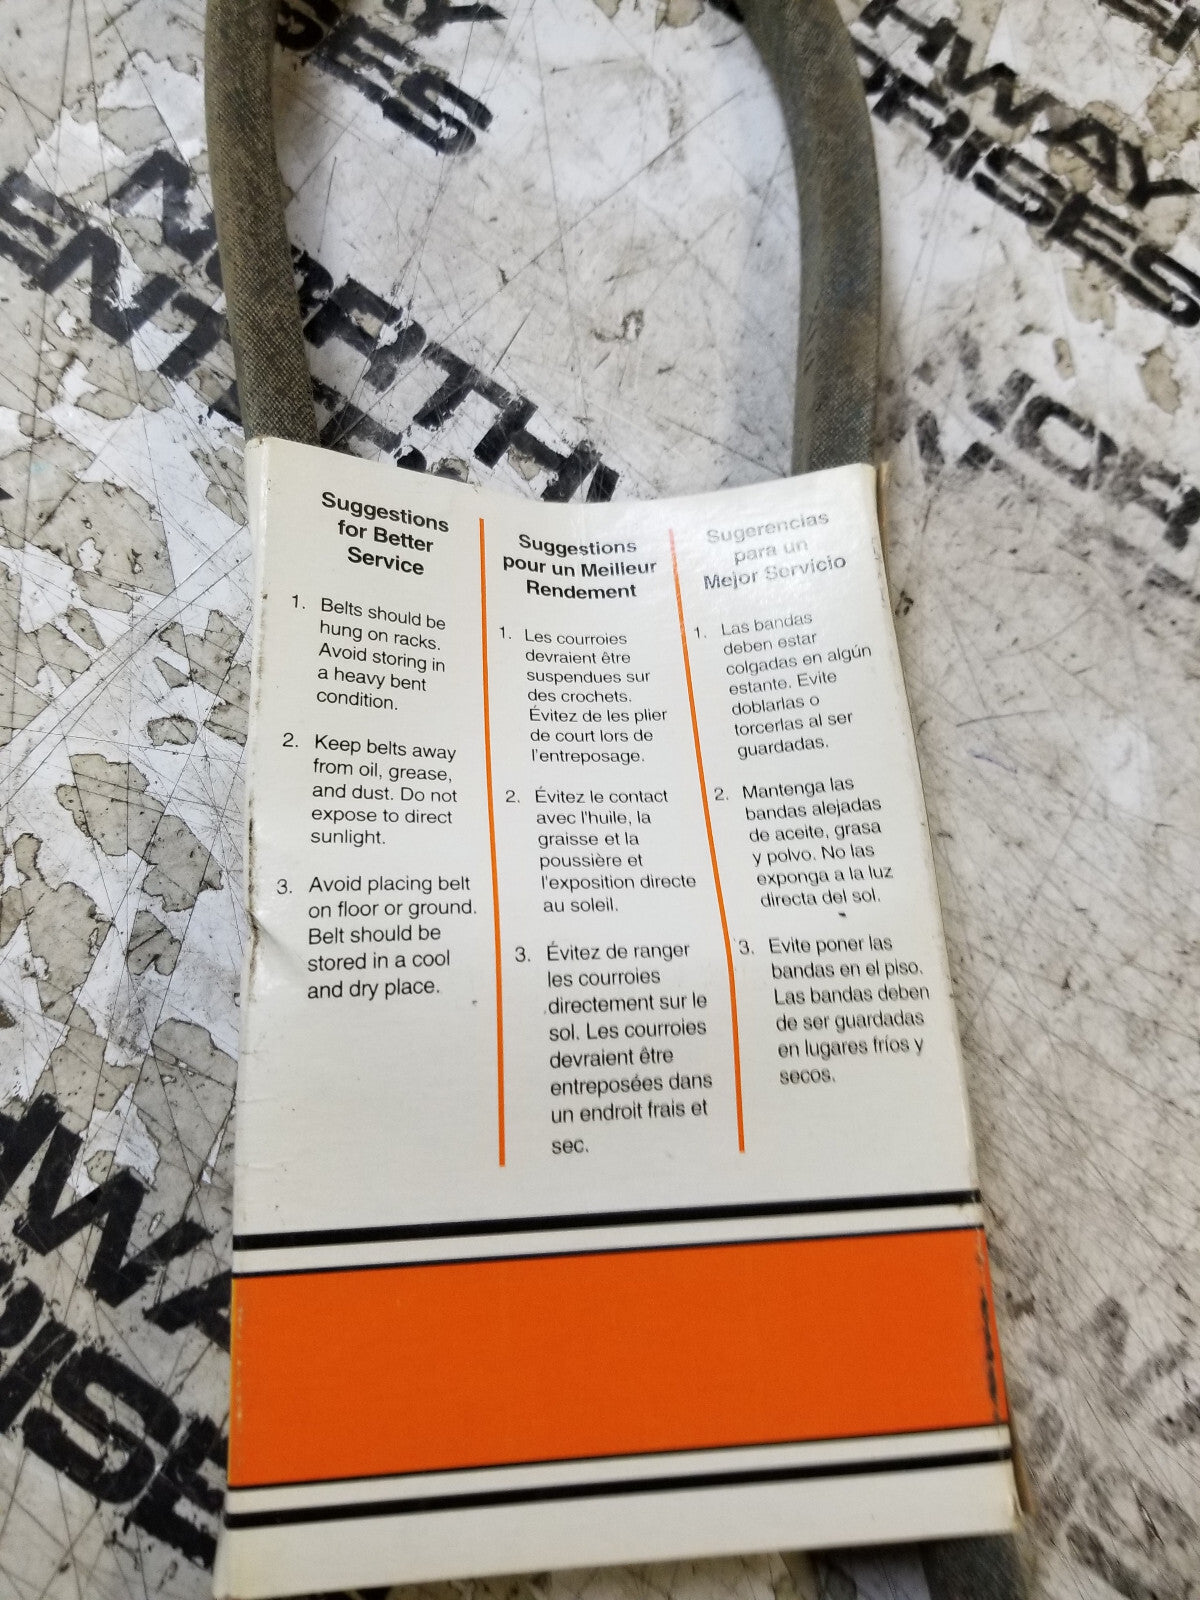 NORTHWAY
ENTERPRISES
Suggestions
for Better
Service
1. Belts should be
hung on racks.
Avoid storing in
a heavy bent
condition.
2. Keep belts away
from oil, grease,
and dust. Do not
expose to direct
sunlight.
3. Avoid placing belt
on floor or ground.
Belt should be
stored in a cool
and dry place.
Suggestions
pour un Meilleur
Rendement
1. Les courroies
devraient être
suspendues sur
des crochets.
Évitez de les plier
de court lors de
l'entreposage.
2. Évitez le contact
avec l'huile, la
graisse et la
poussière et
l'exposition directe
au soleil.
3. Évitez de ranger
les courroies
directement sur le
sol. Les courroies
devraient être
entreposées dans
un endroit frais et
sec.
Sugerencias
para un
Mejor Servicio
1. Las bandas
deben estar
colgadas en algún
estante. Evite
doblarlas o
torcerlas al ser
guardadas.
2. Mantenga las
bandas alejadas
de aceite, grasa
y polvo. No las
exponga a la luz
directa del sol.
3. Evite poner las
bandas en el piso.
Las bandas deben
de ser guardadas
en lugares fríos y
secos.